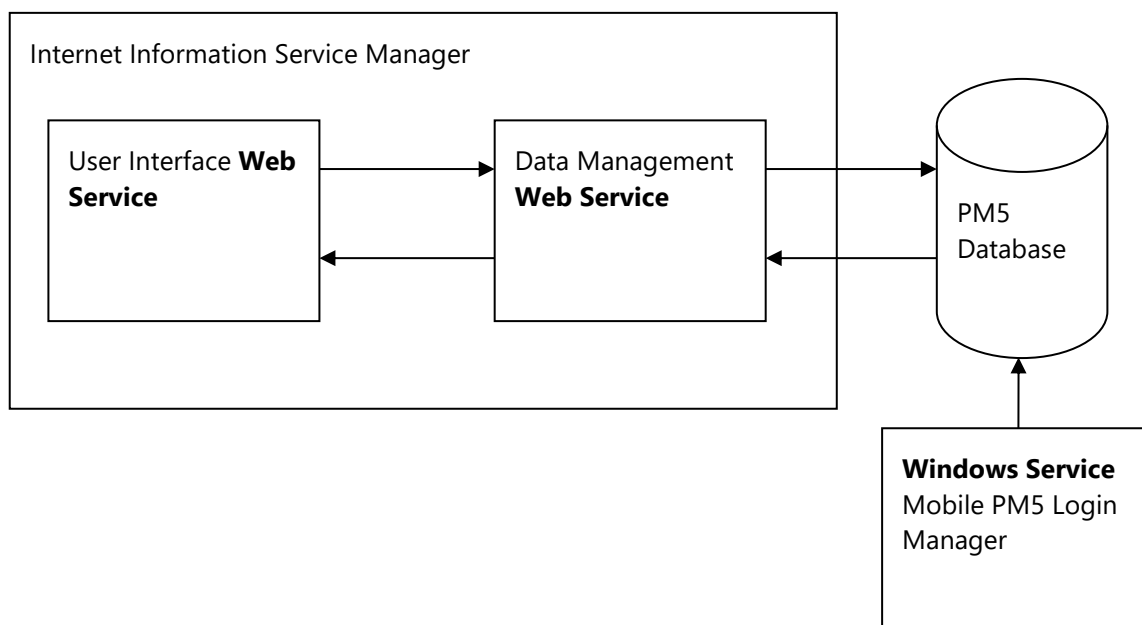 Internet Information Service Manager
User Interface Web
Service
Data Management
Web Service
PM5
Database
Windows Service
Mobile PM5 Login
Manager